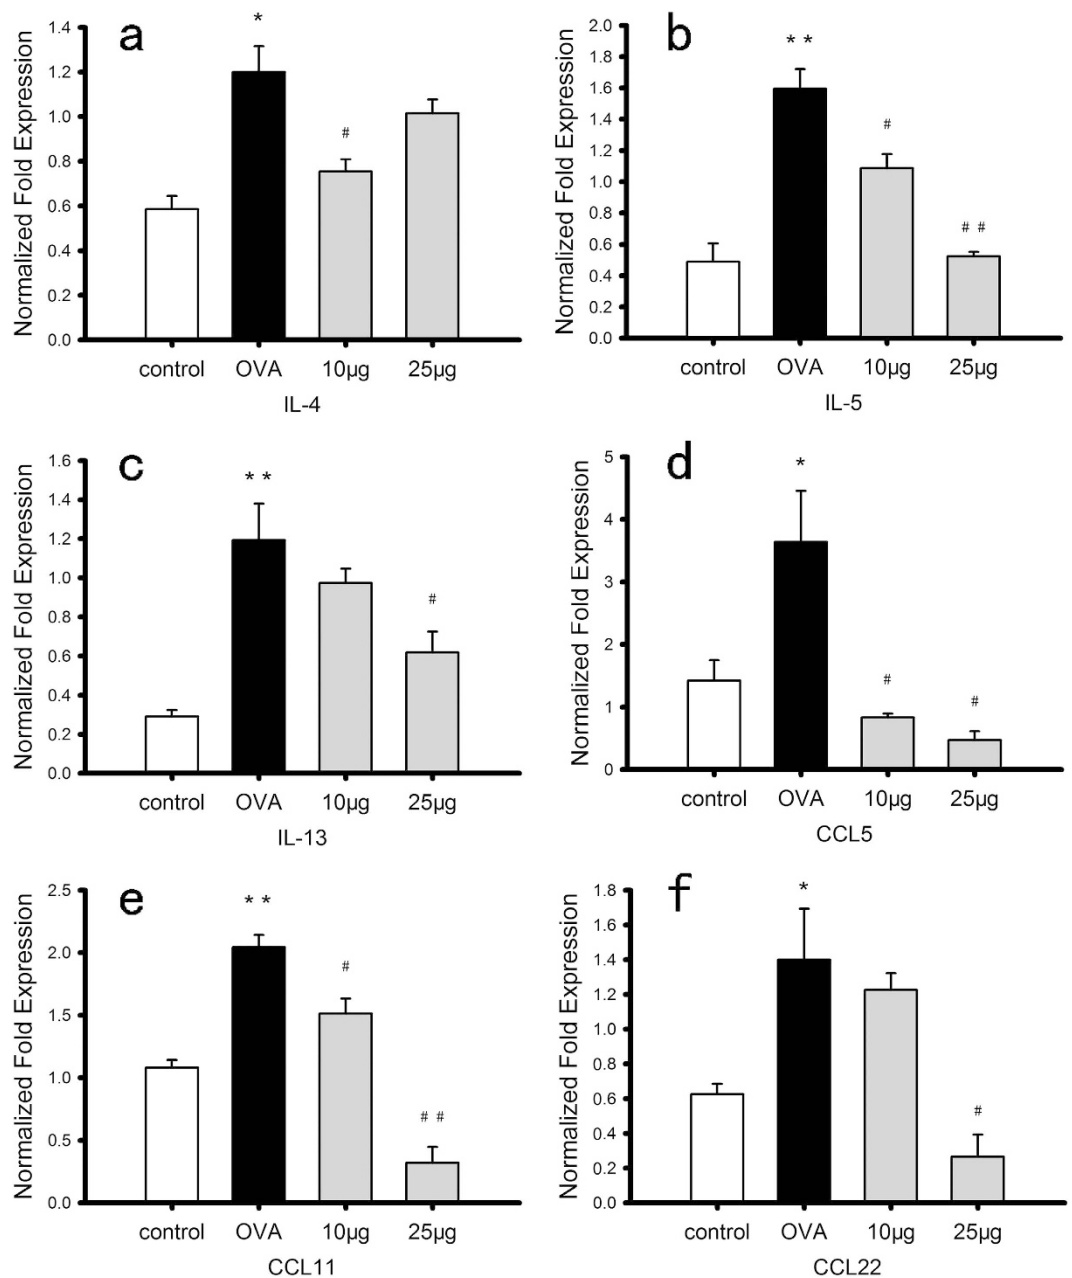 a
*
#
Normalized Fold Expression
1.4
1.2
1.0
0.8
0.6
0.4
0.2
0.0
control OVA 10µg 25µg
IL-4
b
* *
#
# #
Normalized Fold Expression
2.0
1.8
1.6
1.4
1.2
1.0
0.8
0.6
0.4
0.2
0.0
control OVA 10µg 25µg
IL-5
c
* *
#
Normalized Fold Expression
1.6
1.4
1.2
1.0
0.8
0.6
0.4
0.2
0.0
control OVA 10µg 25µg
IL-13
d
*
#
#
Normalized Fold Expression
5
4
3
2
1
0
control OVA 10µg 25µg
CCL5
e
* *
#
# #
Normalized Fold Expression
2.5
2.0
1.5
1.0
0.5
0.0
control OVA 10µg 25µg
CCL11
f
*
#
Normalized Fold Expression
1.8
1.6
1.4
1.2
1.0
0.8
0.6
0.4
0.2
0.0
control OVA 10µg 25µg
CCL22